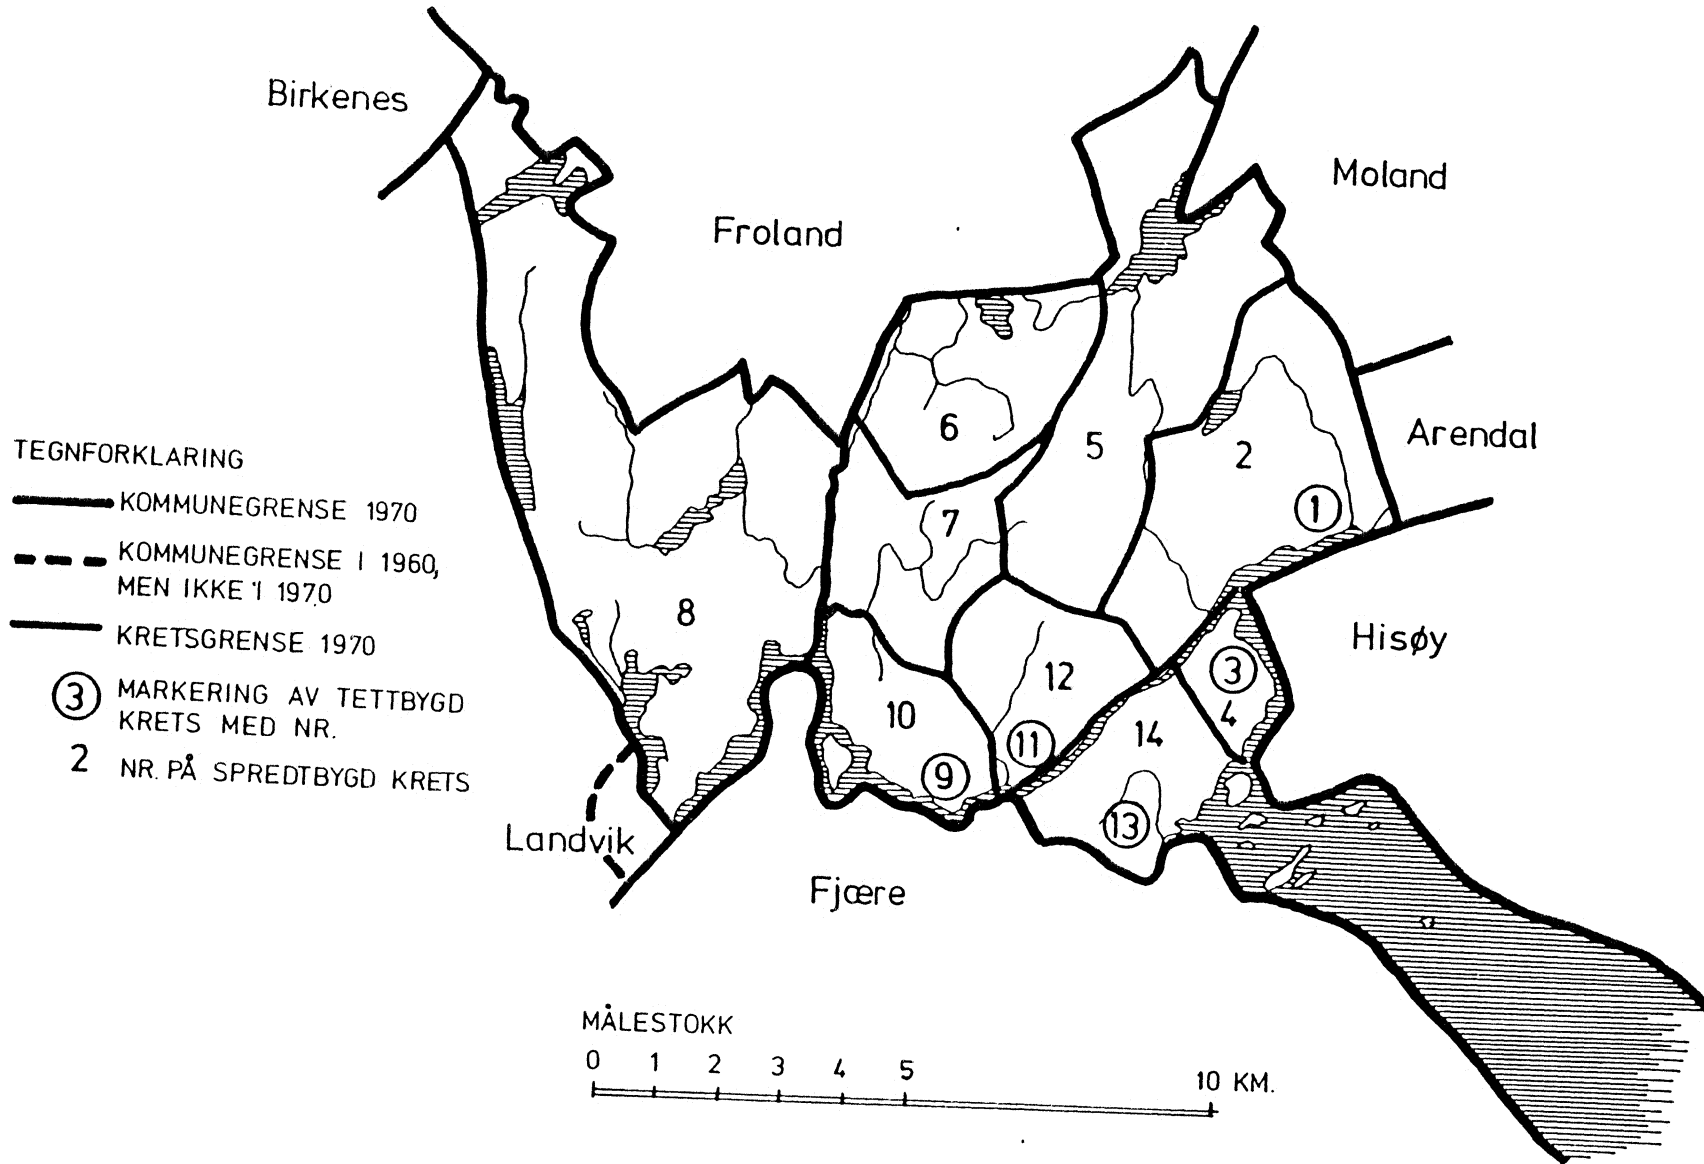 Birkenes
Froland
Moland
Arendal
Hisøy
Fjære
Landvik
6
5
2
1
7
8
12
3
4
10
11
14
9
13
TEGNFORKLARING
KOMMUNEGRENSE 1970
KOMMUNEGRENSE I 1960,
MEN IKKE I 1970
KRETSGRENSE 1970
3 MARKERING AV TETTBYGD
KRETS MED NR.
2 NR. PÅ SPREDTBYGD KRETS
MÅLESTOKK
0 1 2 3 4 5 10 KM.